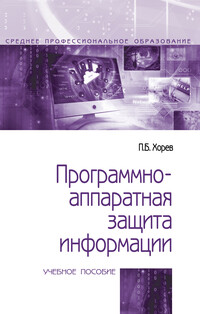 СРЕДНЕЕ ПРОФЕССИОНАЛЬНОЕ ОБРАЗОВАНИЕ
П.Б. Хорев
Программно-
аппаратная
защита
информации
УЧЕБНОЕ ПОСОБИЕ